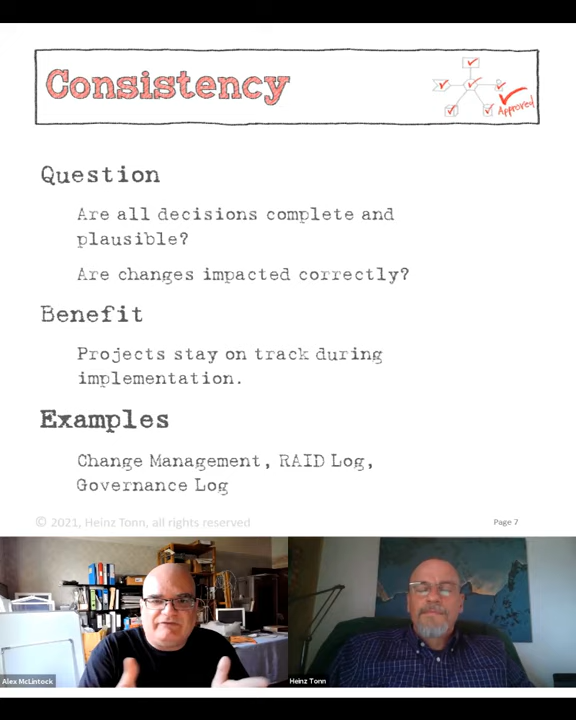 Consistency
Approved
Question
Are all decisions complete and
plausible?
Are changes impacted correctly?
Benefit
Projects stay on track during
implementation.
Examples
Change Management, RAID Log,
Governance Log
© 2021, Heinz Tonn, all rights reserved
Page 7
Alex McLintock
Heinz Tonn